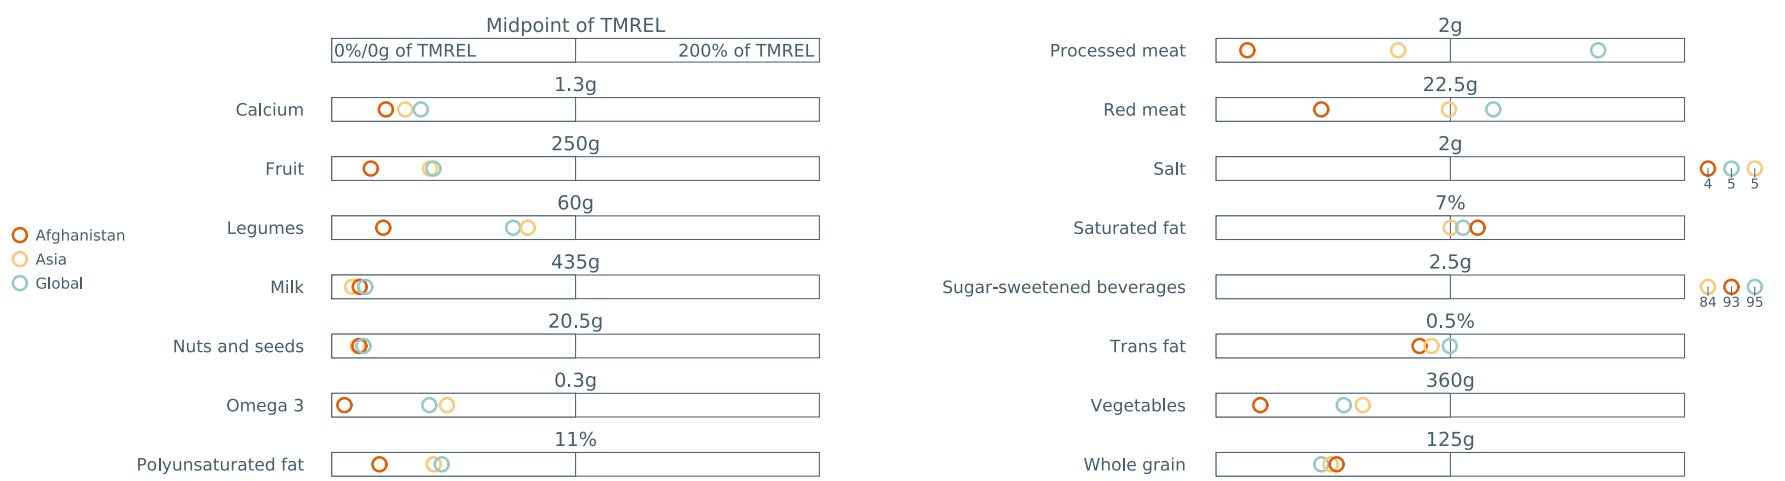 Midpoint of TMREL
0%/0g of TMREL
200% of TMREL
1.3g
Calcium
250g
Fruit
60g
Legumes
435g
Milk
20.5g
Nuts and seeds
0.3g
Omega 3
11%
Polyunsaturated fat
Afghanistan
Asia
Global
2g
Processed meat
22.5g
Red meat
2g
Salt
4 5 5
7%
Saturated fat
2.5g
Sugar-sweetened beverages
84 93 95
0.5%
Trans fat
360g
Vegetables
125g
Whole grain